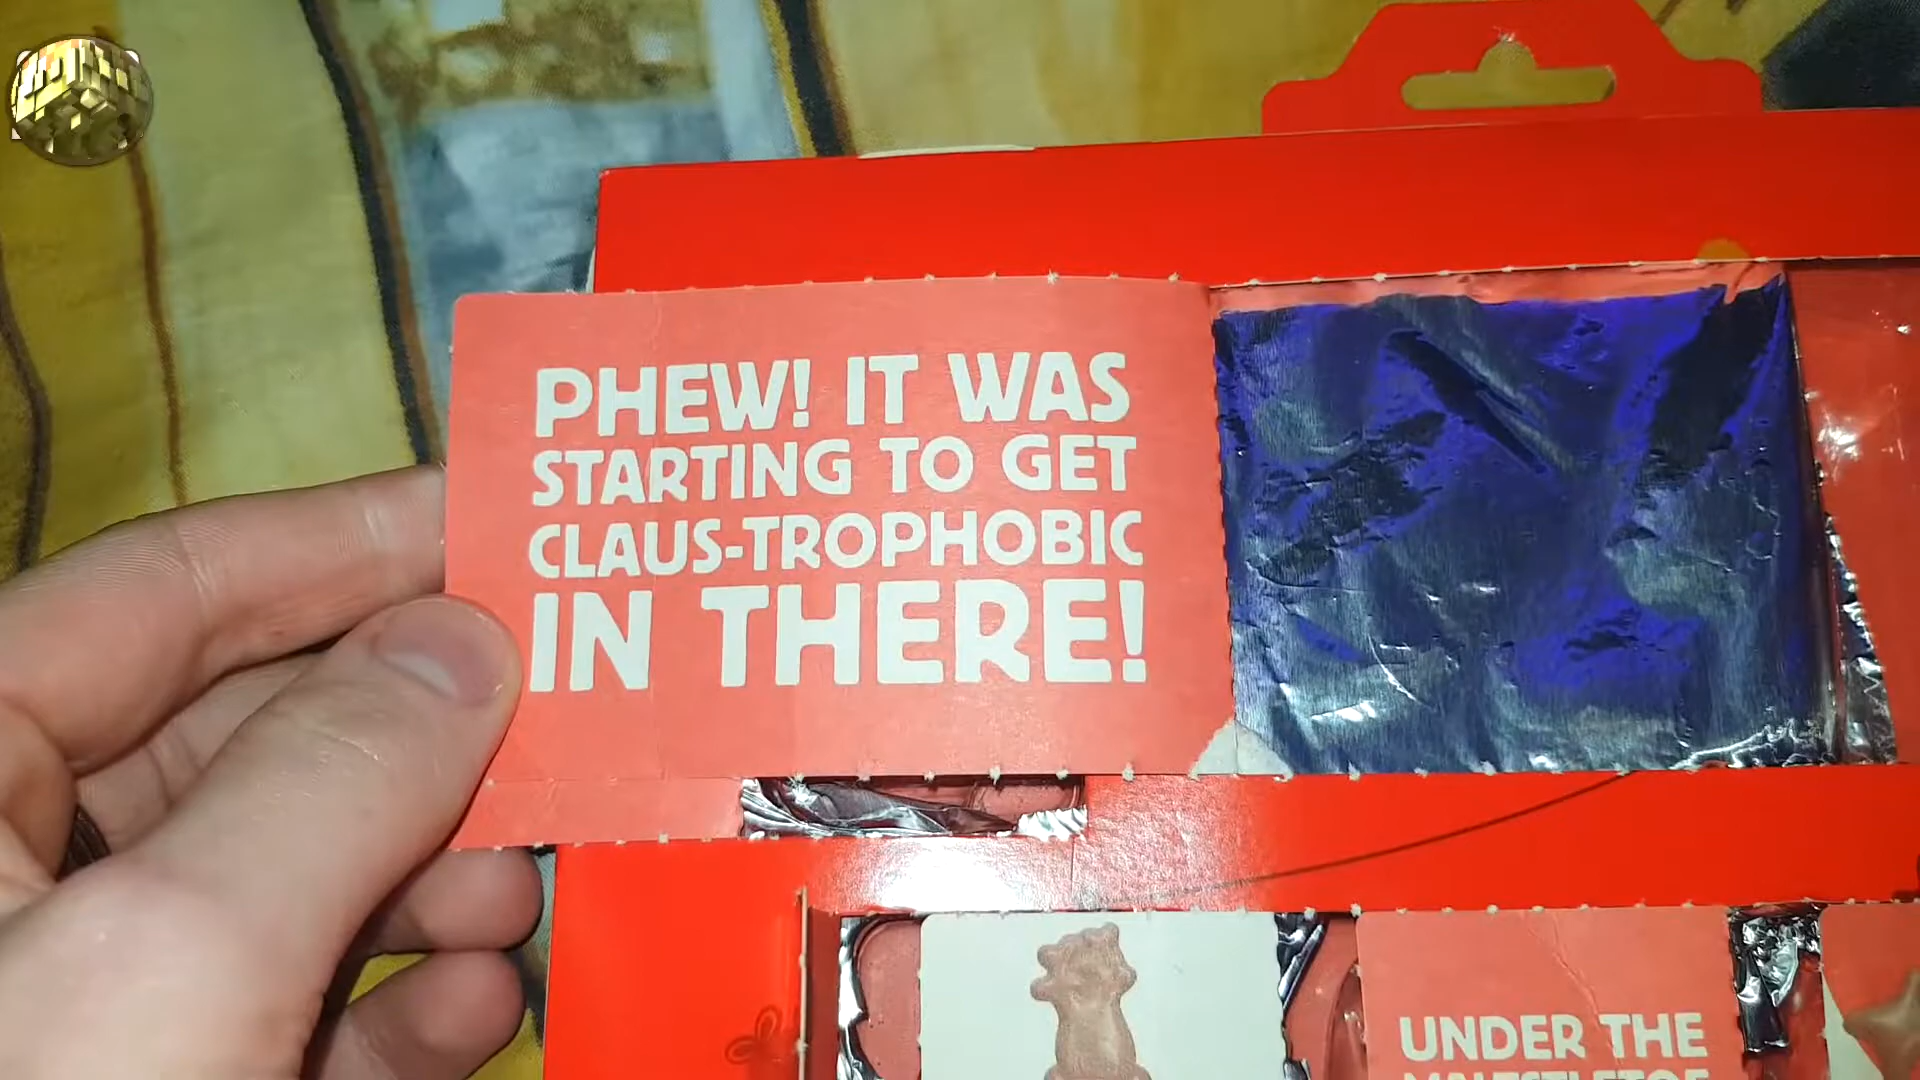 PHEW! IT WAS
STARTING TO GET
CLAUS-TROPHOBIC
IN THERE!
UNDER THE